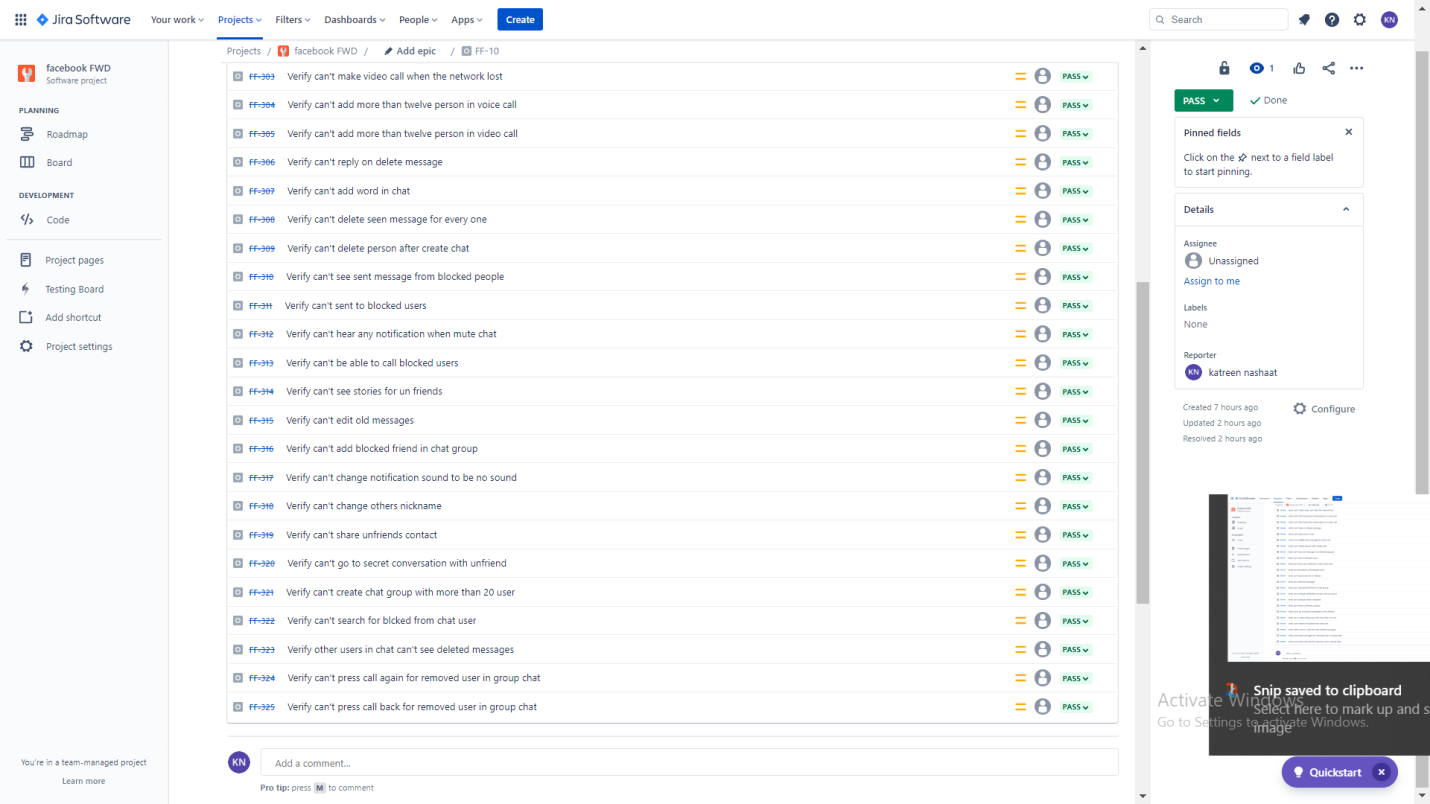 Jira Software Your work Projects Filters Dashboards People Apps Create Search KN
Projects / facebook FWD / Add epic / FF-10
facebook FWD
Software project
PLANNING
Roadmap
Board
DEVELOPMENT
Code
Project pages
Testing Board
Add shortcut
Project settings
You're in a team-managed project
Learn more
FF-303 Verify can't make video call when the network lost PASS
FF-304 Verify can't add more than twelve person in voice call PASS
FF-305 Verify can't add more than twelve person in video call PASS
FF-306 Verify can't reply on delete message PASS
FF-307 Verify can't add word in chat PASS
FF-308 Verify can't delete seen message for every one PASS
FF-309 Verify can't delete person after create chat PASS
FF-310 Verify can't see sent message from blocked people PASS
FF-311 Verify can't sent to blocked users PASS
FF-312 Verify can't hear any notification when mute chat PASS
FF-313 Verify can't be able to call blocked users PASS
FF-314 Verify can't see stories for un friends PASS
FF-315 Verify can't edit old messages PASS
FF-316 Verify can't add blocked friend in chat group PASS
FF-317 Verify can't change notification sound to be no sound PASS
FF-318 Verify can't change others nickname PASS
FF-319 Verify can't share unfriends contact PASS
FF-320 Verify can't go to secret conversation with unfriend PASS
FF-321 Verify can't create chat group with more than 20 user PASS
FF-322 Verify can't search for blcked from chat user PASS
FF-323 Verify other users in chat can't see deleted messages PASS
FF-324 Verify can't press call again for removed user in group chat PASS
FF-325 Verify can't press call back for removed user in group chat PASS
KN Add a comment...
Pro tip: press M to comment
1
PASS Done
Pinned fields
Click on the next to a field label
to start pinning.
Details
Assignee
Unassigned
Assign to me
Labels
None
Reporter
KN katreen nashaat
Created 7 hours ago Configure
Updated 2 hours ago
Resolved 2 hours ago
Snip saved to clipboard
Select here to mark up and s
image
Activate Windows
Go to Settings to activate Windows.
Quickstart